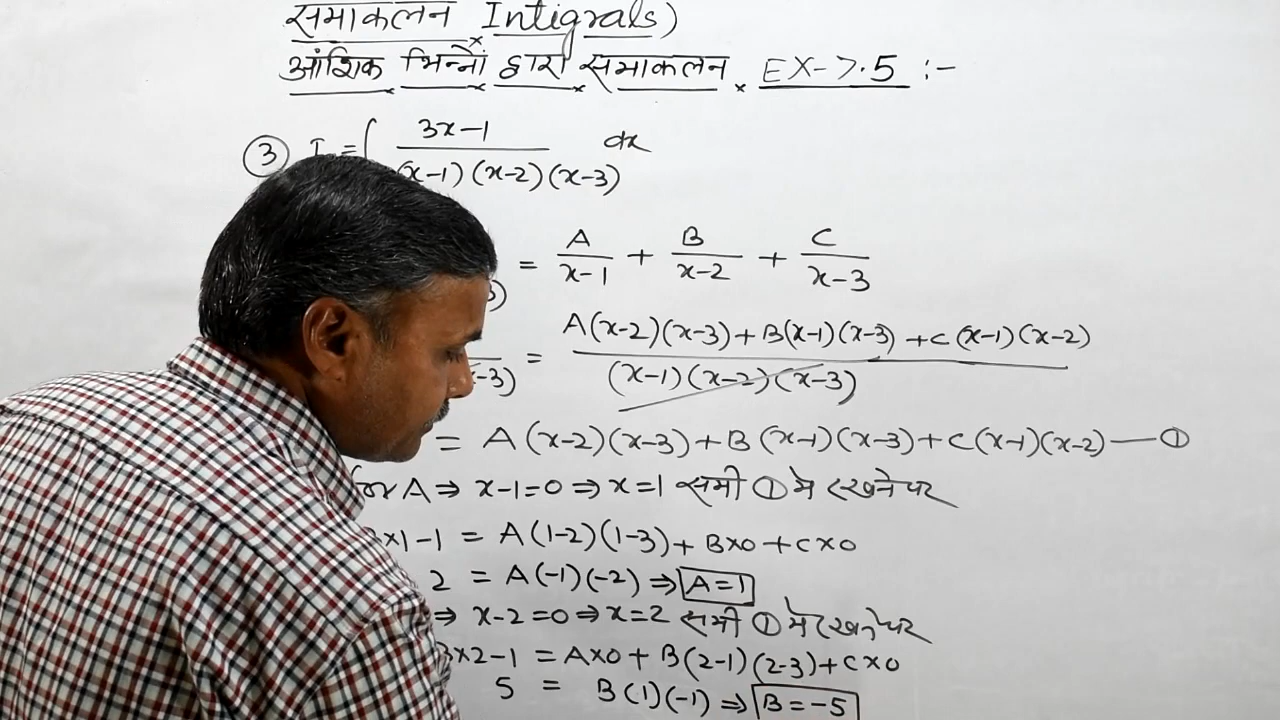 समाकलन Intigrals)
आंशिक भिन्नों द्वारा समाकलन EX-7.5 :-
③ I = ∫ 3x-1 / (x-1)(x-2)(x-3) dx
= A/x-1 + B/x-2 + C/x-3
-3) = A(x-2)(x-3)+B(x-1)(x-3)+C(x-1)(x-2) / (x-1)(x-2)(x-3)
= A(x-2)(x-3)+B(x-1)(x-3)+C(x-1)(x-2) — ①
for A ⇒ x-1=0 ⇒ x=1 समी ① मे रखने पर
3×1-1 = A(1-2)(1-3)+B×0+C×0
2 = A(-1)(-2) ⇒ A=1
⇒ x-2=0 ⇒ x=2 समी ① मे रखने पर
3×2-1 = A×0+B(2-1)(2-3)+C×0
5 = B(1)(-1) ⇒ B=-5